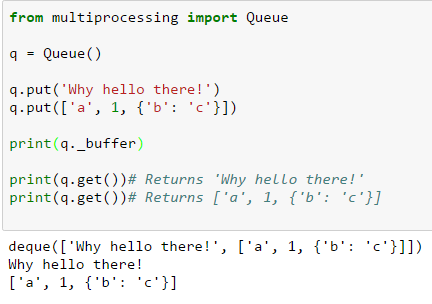 from multiprocessing import Queue
q = Queue()
q.put('Why hello there!')
q.put(['a', 1, {'b': 'c'}])
print(q._buffer)
print(q.get())# Returns 'Why hello there!'
print(q.get())# Returns ['a', 1, {'b': 'c'}]
deque(['Why hello there!', ['a', 1, {'b': 'c'}]])
Why hello there!
['a', 1, {'b': 'c'}]